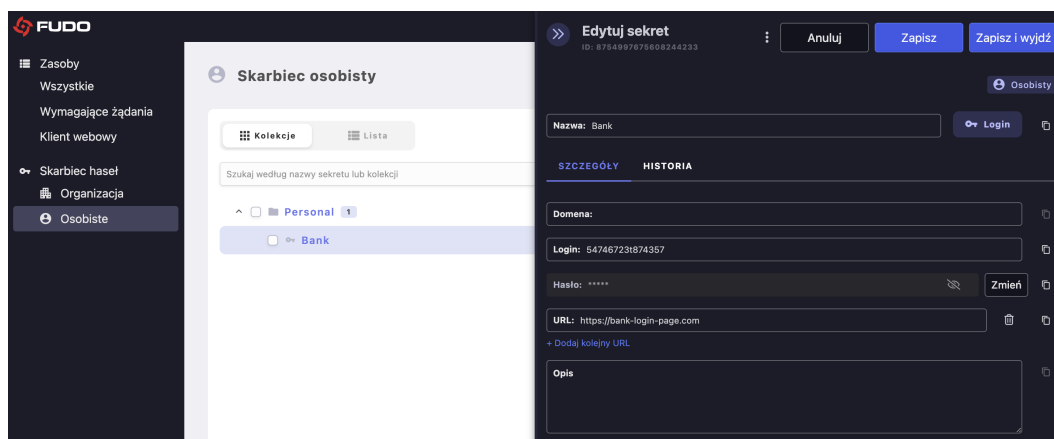 FUDO
Zasoby
Wszystkie
Wymagające żądania
Klient webowy
Skarbiec haseł
Organizacja
Osobiste
Skarbiec osobisty
Kolekcje
Lista
Szukaj według nazwy sekretu lub kolekcji
Personal 1
Bank
Edytuj sekret
ID: 8754997675608244233
Anuluj
Zapisz
Zapisz i wyjdź
Osobisty
Nazwa: Bank
Login
SZCZEGÓŁY
HISTORIA
Domena:
Login: 54746723t874357
Hasło: *****
Zmień
URL: https://bank-login-page.com
+ Dodaj kolejny URL
Opis